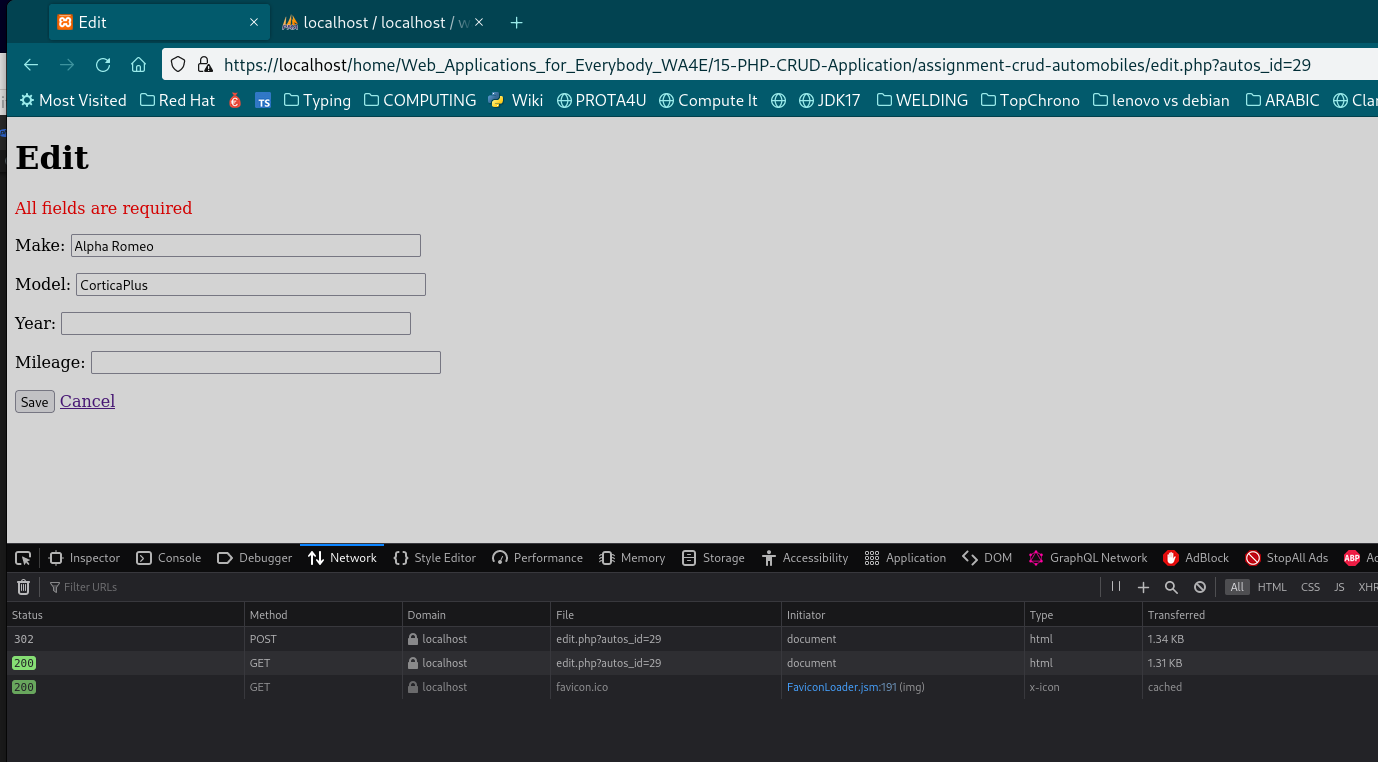 Edit
localhost / localhost / w
https://localhost/home/Web_Applications_for_Everybody_WA4E/15-PHP-CRUD-Application/assignment-crud-automobiles/edit.php?autos_id=29
Most Visited Red Hat TS Typing COMPUTING Wiki PROTA4U Compute It JDK17 WELDING TopChrono lenovo vs debian ARABIC Clar
Edit
All fields are required
Make: Alpha Romeo
Model: CorticaPlus
Year:
Mileage:
Save Cancel
Inspector Console Debugger Network Style Editor Performance Memory Storage Accessibility Application DOM GraphQL Network AdBlock StopAll Ads ABP Ad
Filter URLs All HTML CSS JS XHR
Status Method Domain File Initiator Type Transferred
302 POST localhost edit.php?autos_id=29 document html 1.34 KB
200 GET localhost edit.php?autos_id=29 document html 1.31 KB
200 GET localhost favicon.ico FaviconLoader.jsm:191 (img) x-icon cached